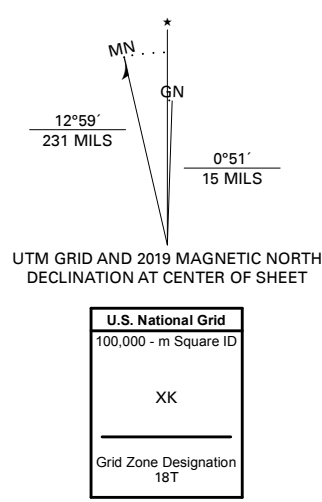 ★
MN
GN
12°59´
231 MILS
0°51´
15 MILS
UTM GRID AND 2019 MAGNETIC NORTH
DECLINATION AT CENTER OF SHEET
U.S. National Grid
100,000 - m Square ID
XK
Grid Zone Designation
18T